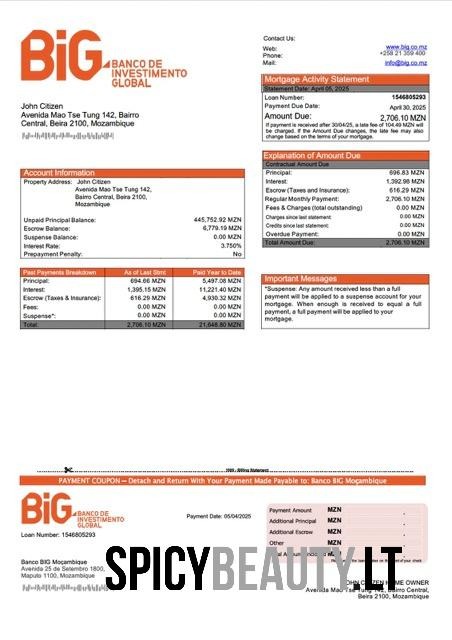 BiG BANCO DE
INVESTIMENTO
GLOBAL
Contact Us:
Web: www.big.co.mz
Phone: +258 21 359 400
Mail: info@big.co.mz
Mortgage Activity Statement
Statement Date: April 05, 2025
Loan Number: 1546805293
Payment Due Date: April 30, 2025
Amount Due: 2,706.10 MZN
If payment is received after 30/04/25, a late fee of 104.49 MZN will
be charged. If the Amount Due changes, the late fee may also
change based on the terms of your mortgage.
John Citizen
Avenida Mao Tse Tung 142, Bairro
Central, Beira 2100, Mozambique
Explanation of Amount Due
Contractual Amount Due
Principal: 696.83 MZN
Interest: 1,392.98 MZN
Escrow (Taxes and Insurance): 616.29 MZN
Regular Monthly Payment: 2,706.10 MZN
Fees & Charges (total outstanding) 0.00 MZN
Charges since last statement: 0.00 MZN
Credits since last statement: 0.00 MZN
Overdue Payment: 0.00 MZN
Total Amount Due: 2,706.10 MZN
Account Information
Property Address: John Citizen
Avenida Mao Tse Tung 142,
Bairro Central, Beira 2100,
Mozambique
Unpaid Principal Balance: 445,752.92 MZN
Escrow Balance: 6,779.19 MZN
Suspense Balance: 0.00 MZN
Interest Rate: 3.750%
Prepayment Penalty: No
Past Payments Breakdown As of Last Stmt Paid Year to Date
Principal: 694.66 MZN 5,497.08 MZN
Interest: 1,395.15 MZN 11,221.40 MZN
Escrow (Taxes & Insurance): 616.29 MZN 4,930.32 MZN
Fees: 0.00 MZN 0.00 MZN
Suspense*: 0.00 MZN 0.00 MZN
Total: 2,706.10 MZN 21,648.80 MZN
Important Messages
*Suspense: Any amount received less than a full
payment will be applied to a suspense account for your
mortgage. When enough is received to equal a full
payment, a full payment will be applied to your
mortgage.
PAYMENT COUPON – Detach and Return With Your Payment Made Payable to: Banco BIG Moçambique
BiG BANCO DE
INVESTIMENTO
GLOBAL
Payment Date: 05/04/2025
Loan Number: 1546805293
Payment Amount MZN .
Additional Principal MZN .
Additional Escrow MZN .
Other MZN .
Banco BIG Moçambique
Avenida 25 de Setembro 1800,
Maputo 1100, Mozambique
SPICYBEAUTY.LT
HOME OWNER
Avenida Mao Tse Tung 142, Bairro Central,
Beira 2100, Mozambique